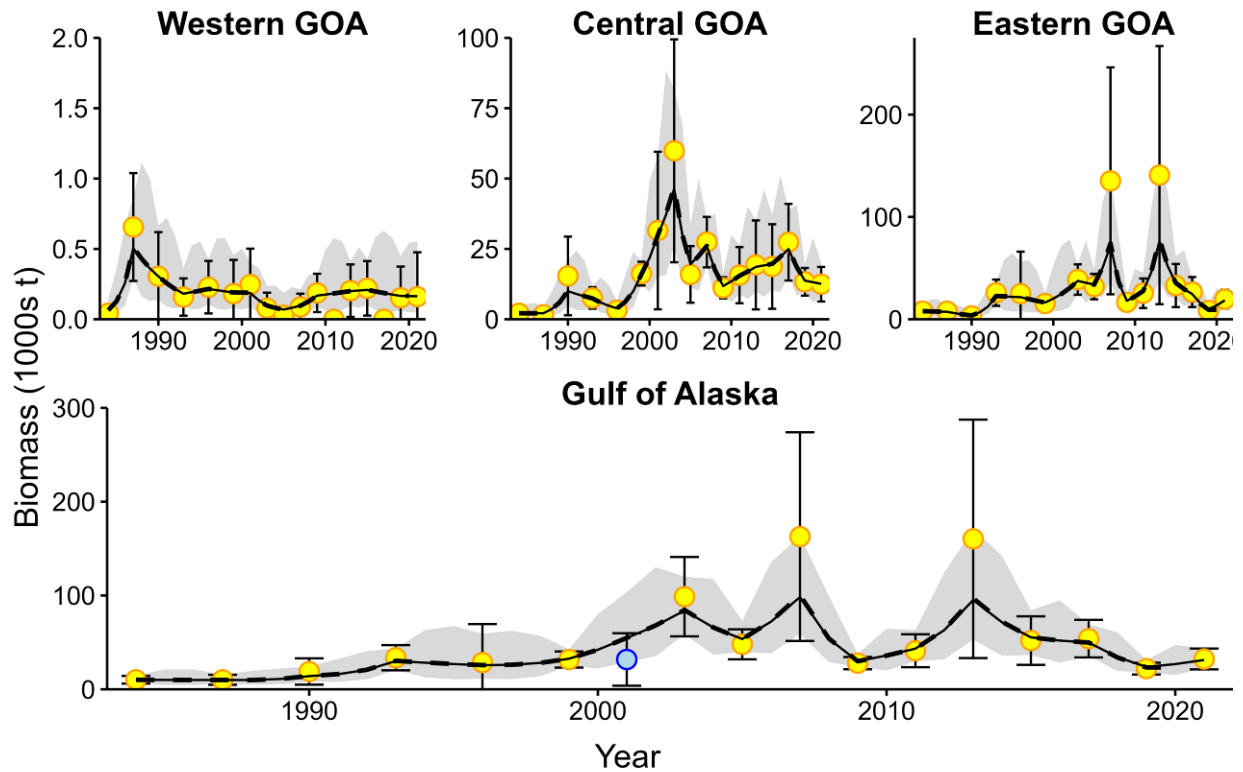 Western GOA
Central GOA
Eastern GOA
2.0
1.5
1.0
0.5
0.0
1990 2000 2010 2020
100
75
50
25
0
1990 2000 2010 2020
200
100
0
1990 2000 2010 202
Biomass (1000s t)
Gulf of Alaska
300
200
100
0
1990 2000 2010 2020
Year